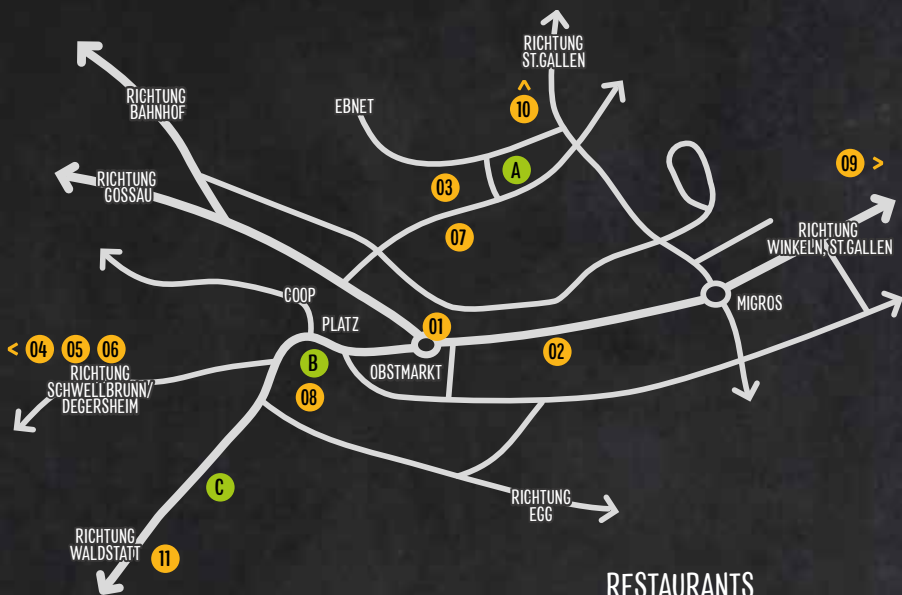 RICHTUNG
ST.GALLEN
^
10
RICHTUNG
BAHNHOF
EBNET
A
09 >
03
RICHTUNG
GOSSAU
07
RICHTUNG
WINKELN, ST.GALLEN
COOP
MIGROS
PLATZ
01
< 04 05 06
02
B
OBSTMARKT
RICHTUNG
SCHWELLBRUNN/
DEGERSHEIM
08
C
RICHTUNG
EGG
RICHTUNG
WALDSTATT
11
RESTAURANTS